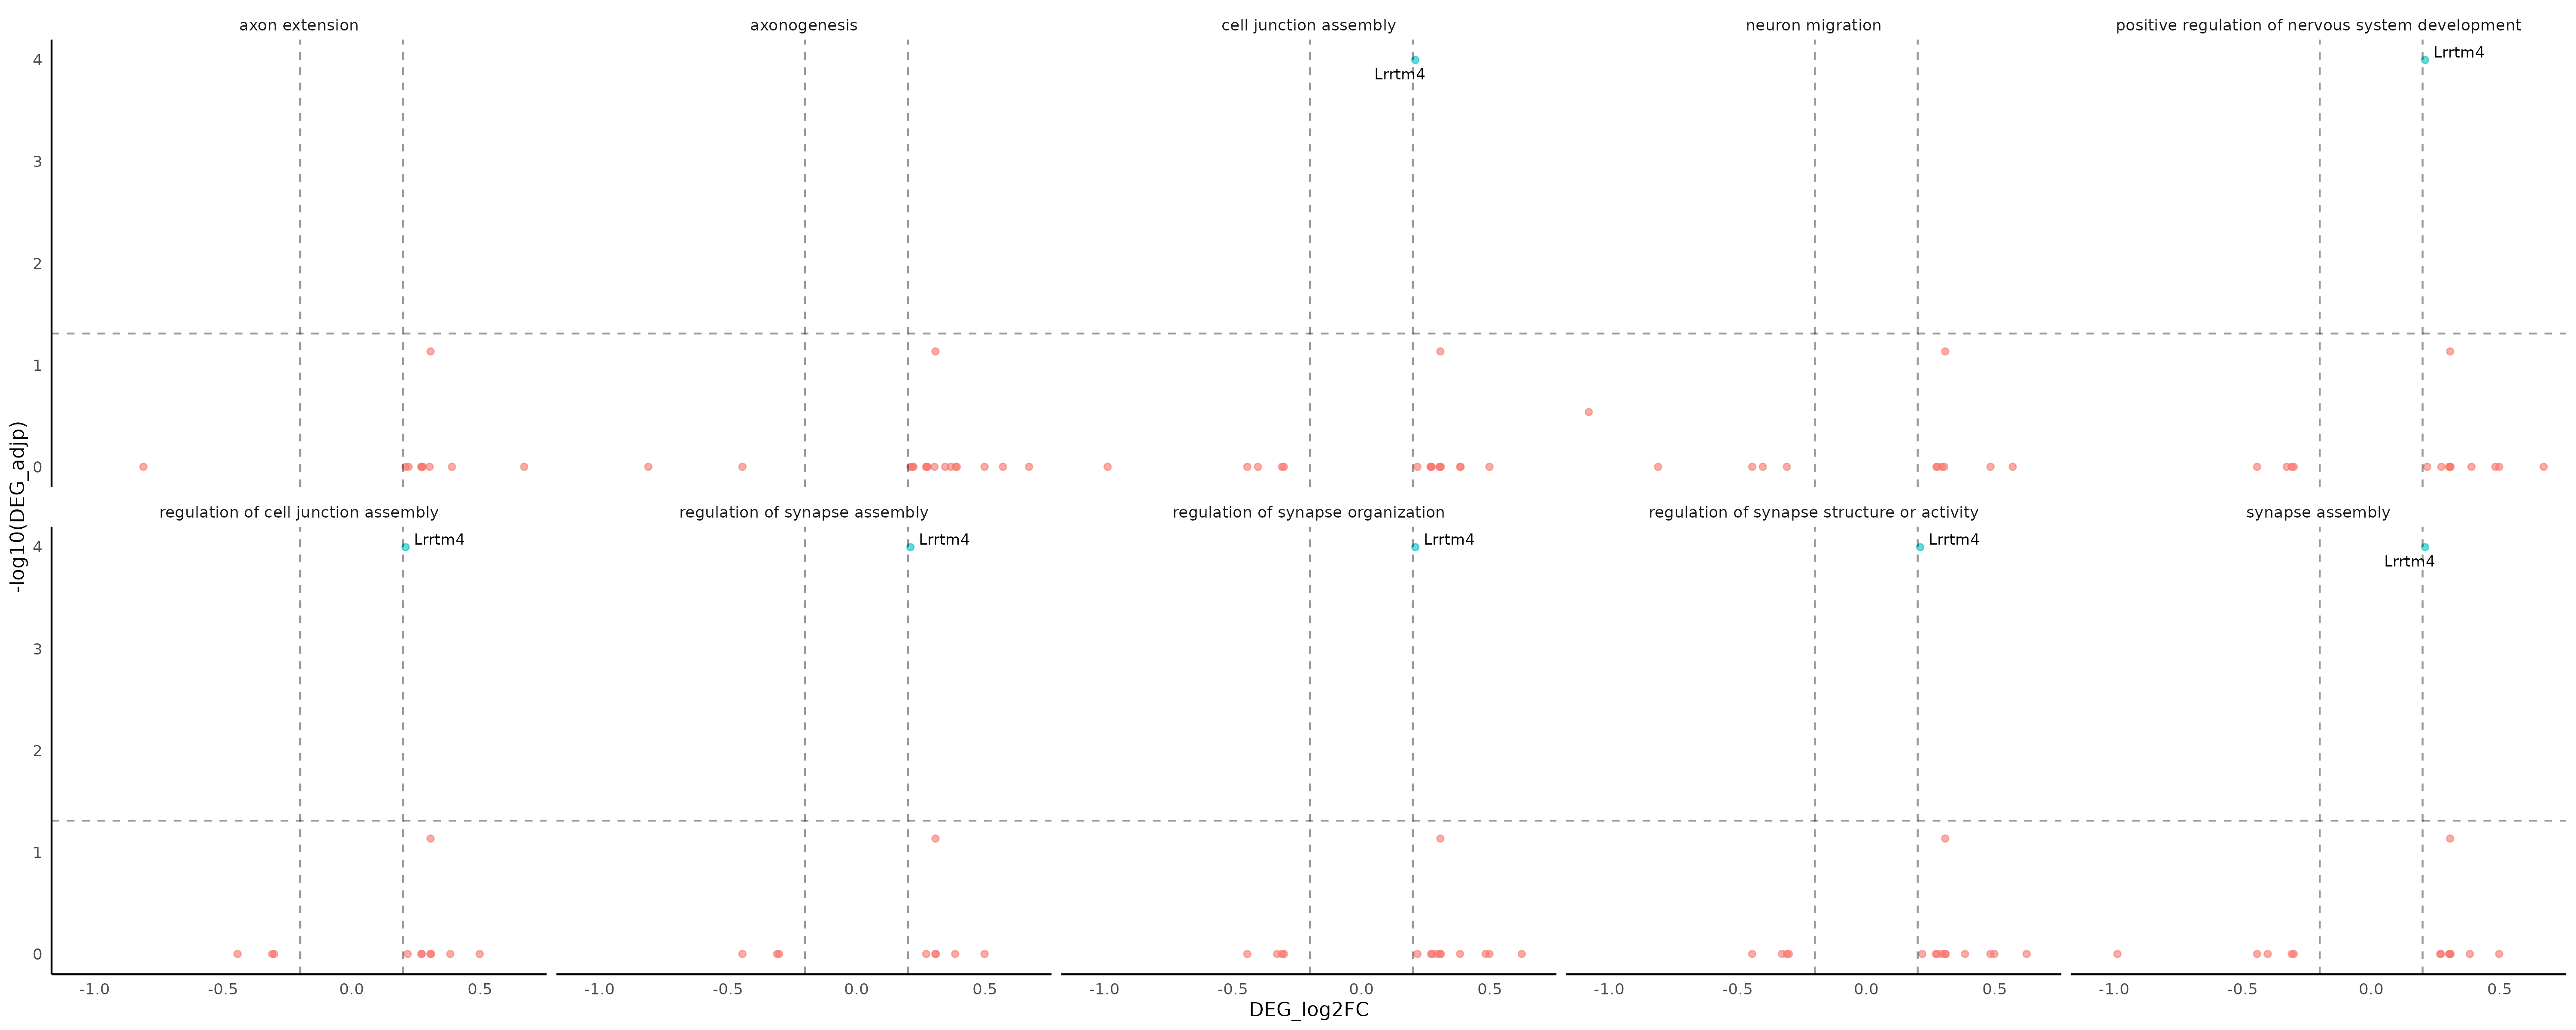 axon extension
axonogenesis
cell junction assembly
neuron migration
positive regulation of nervous system development
4
3
2
1
0
Lrrtm4
Lrrtm4
-log10(DEG_adjp)
regulation of cell junction assembly
regulation of synapse assembly
regulation of synapse organization
regulation of synapse structure or activity
synapse assembly
4
3
2
1
0
Lrrtm4
Lrrtm4
Lrrtm4
Lrrtm4
Lrrtm4
-1.0 -0.5 0.0 0.5
-1.0 -0.5 0.0 0.5
-1.0 -0.5 0.0 0.5
-1.0 -0.5 0.0 0.5
-1.0 -0.5 0.0 0.5
DEG_log2FC